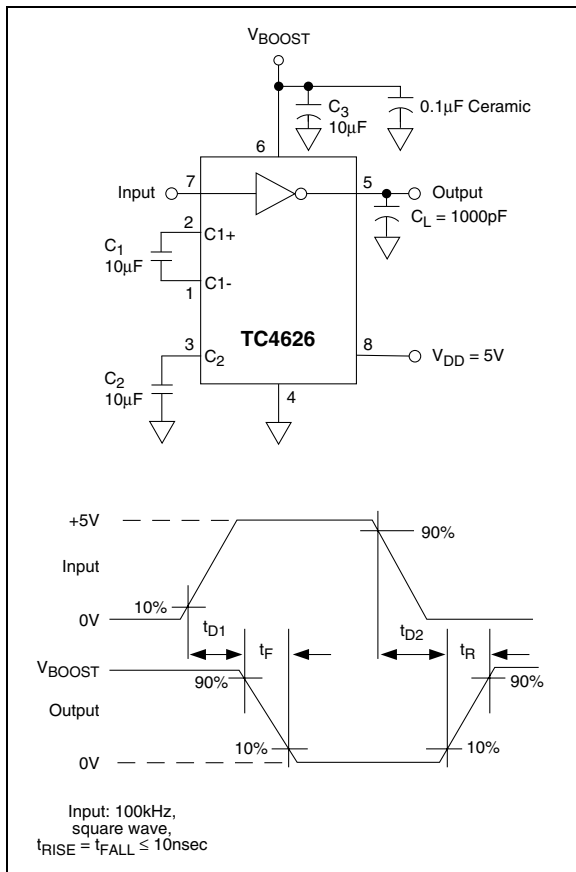 VBOOST
C3
10µF
0.1µF Ceramic
6
7
5
Input
Output
CL = 1000pF
2
C1+
C1
10µF
C1-
1
TC4626
3
C2
8
VDD = 5V
C2
10µF
4
+5V
90%
Input
10%
0V
tD1
tF
tD2
tR
VBOOST
90%
90%
Output
10%
10%
0V
Input: 100kHz,
square wave,
tRISE = tFALL ≤ 10nsec